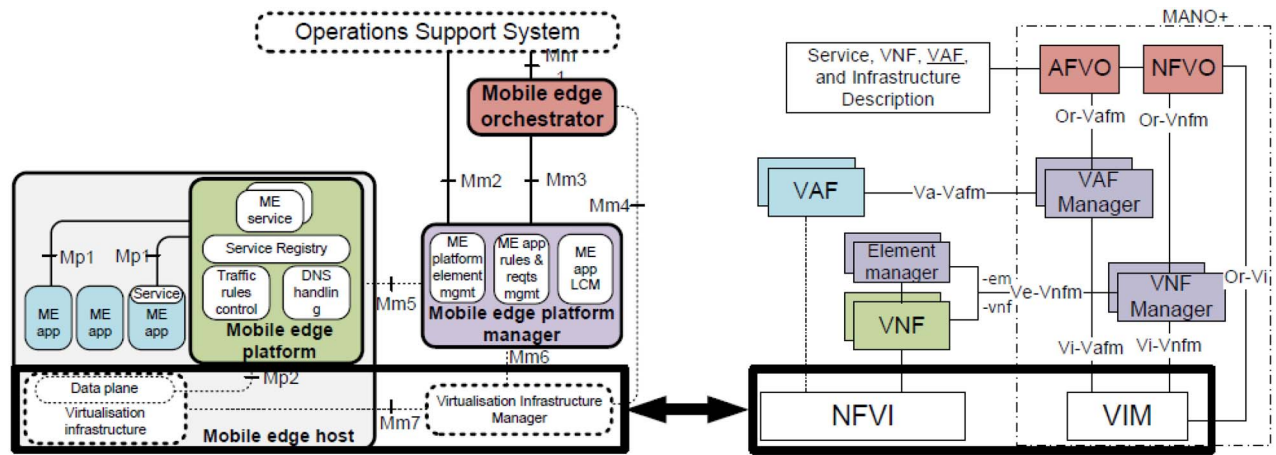 Operations Support System
Mm
1
Mobile edge
orchestrator
Mm2
Mm3
Mm4
ME
service
Service Registry
Traffic
rules
control
DNS
handlin
g
Mobile edge
platform
Mp1
Mp1
ME
app
ME
app
Service
ME
app
Mm5
ME
platform
element
mgmt
ME app
rules &
reqts
mgmt
ME
app
LCM
Mobile edge platform
manager
Mm6
Mp2
Data plane
Virtualisation
infrastructure
Mm7
Virtualisation Infrastructure
Manager
Mobile edge host
MANO+
Service, VNF, VAF,
and Infrastructure
Description
AFVO
NFVO
Or-Vafm
Or-Vnfm
VAF
Va-Vafm
VAF
Manager
Element
manager
-em
Ve-Vnfm
-vnf
VNF
VNF
Manager
Or-Vi
Vi-Vafm
Vi-Vnfm
NFVI
VIM